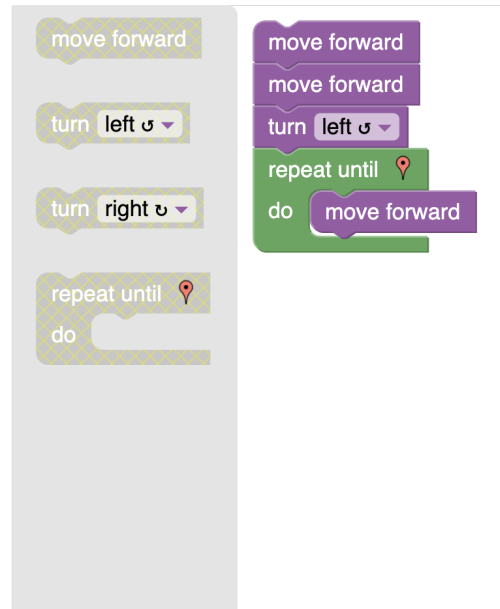 move forward
turn left ↺
turn right ↻
repeat until
do
move forward
move forward
turn left ↺
repeat until
do move forward